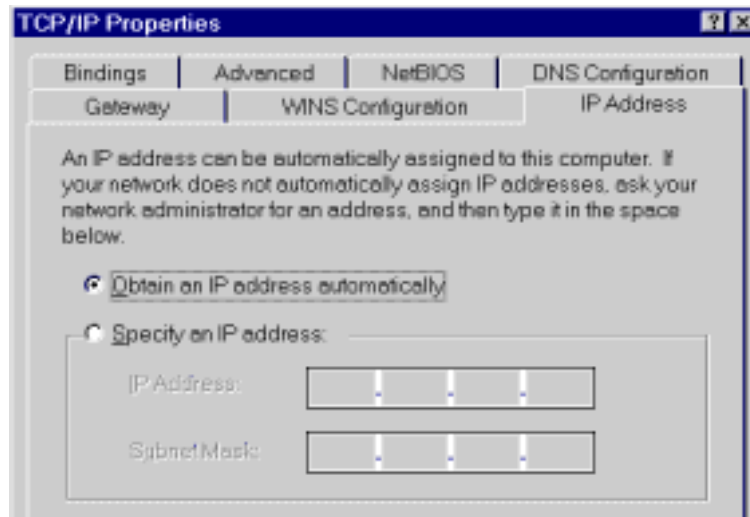 TCP/IP Properties
Bindings Advanced NetBIOS DNS Configuration
Gateway WINS Configuration IP Address
An IP address can be automatically assigned to this computer. If
your network does not automatically assign IP addresses, ask your
network administrator for an address, and then type it in the space
below.
Obtain an IP address automatically
Specify an IP address:
IP Address:
Subnet Mask: